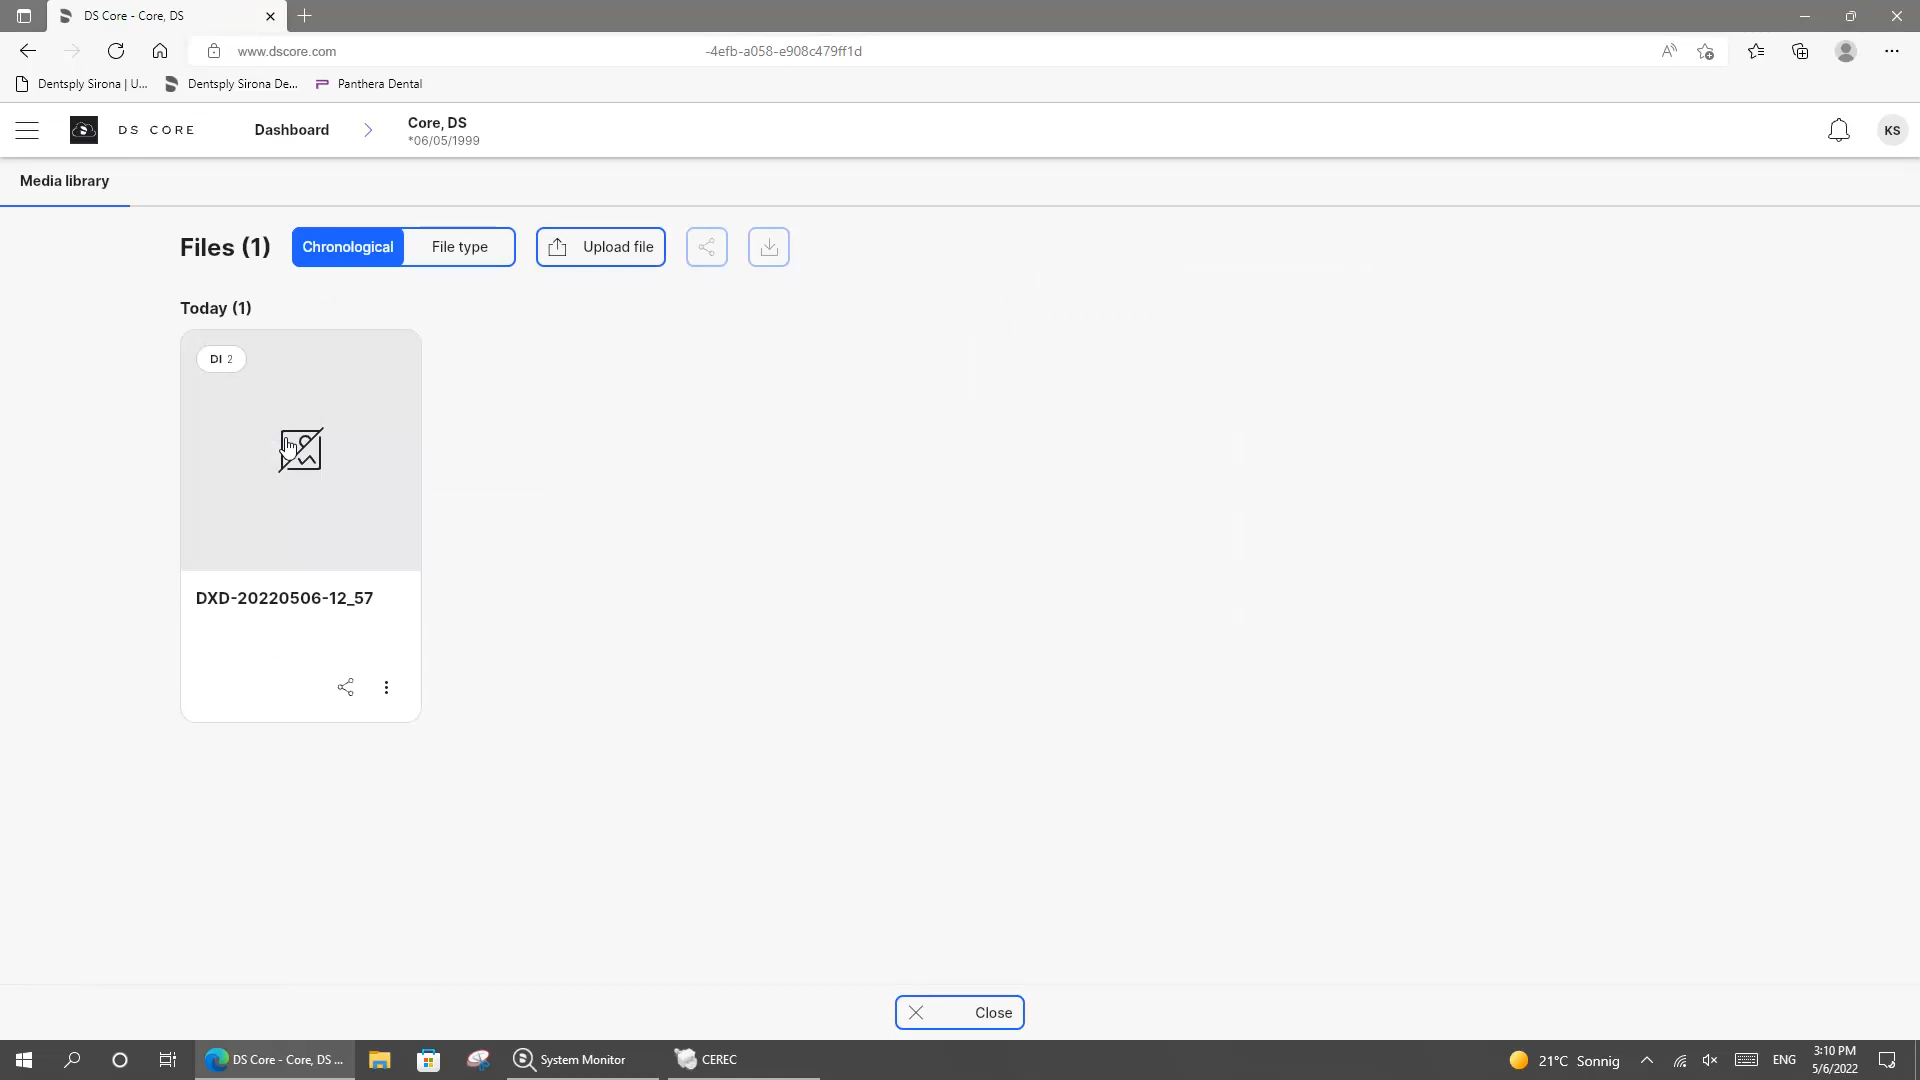 DS Core - Core, DS
www.dscore.com -4efb-a058-e908c479ff1d
Dentsply Sirona | U... Dentsply Sirona De... Panthera Dental
DS CORE Dashboard Core, DS
*06/05/1999
KS
Media library
Files (1) Chronological File type Upload file
Today (1)
DI 2
DXD-20220506-12_57
Close
DS Core - Core, DS ... System Monitor CEREC 21°C Sonnig ENG 3:10 PM
5/6/2022